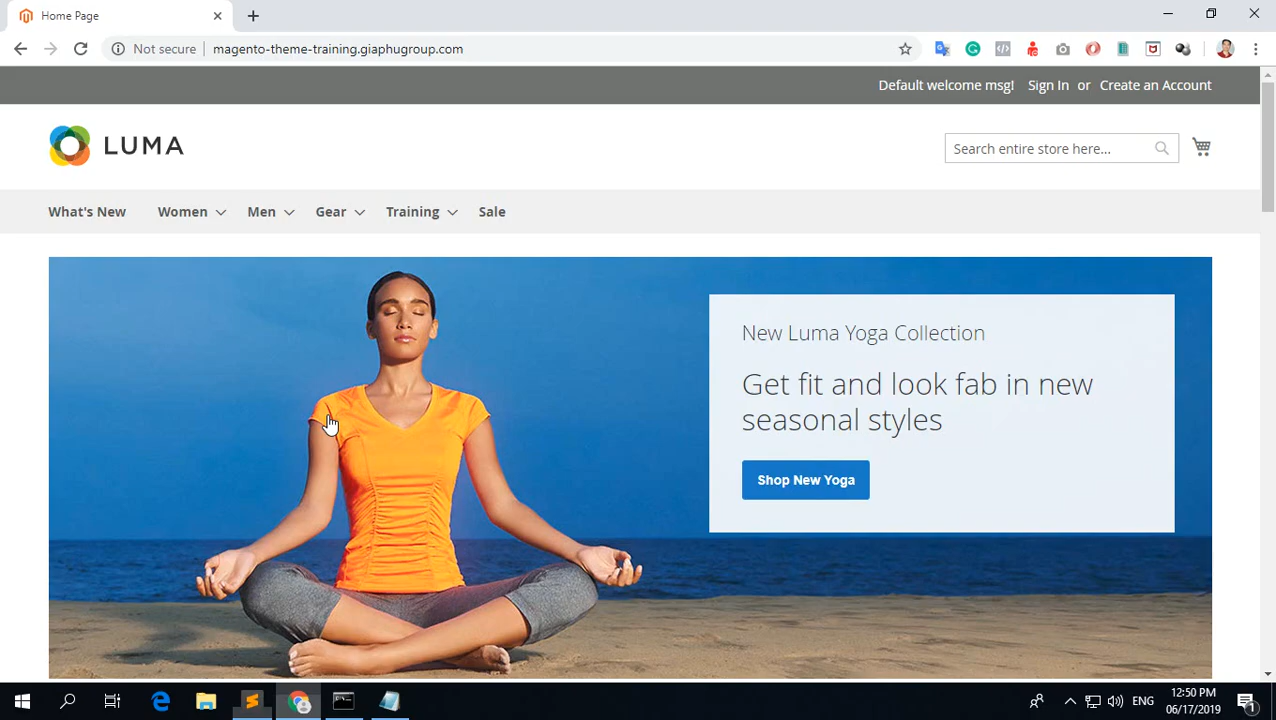 Home Page
Not secure
magento-theme-training.giaphugroup.com
Default welcome msg! Sign In or Create an Account
LUMA
Search entire store here...
What's New Women Men Gear Training Sale
New Luma Yoga Collection
Get fit and look fab in new
seasonal styles
Shop New Yoga
ENG
12:50 PM
06/17/2019
1